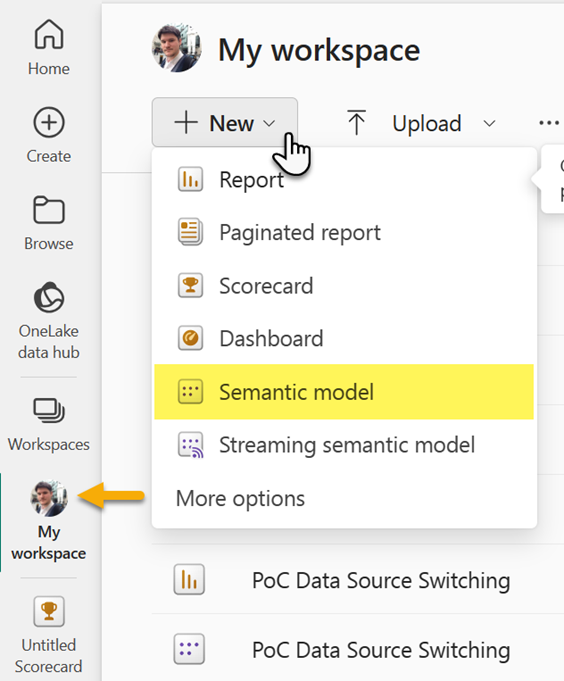 Home
Create
Browse
OneLake
data hub
Workspaces
My
workspace
Untitled
Scorecard
My workspace
New
Upload
Report
Paginated report
Scorecard
Dashboard
Semantic model
Streaming semantic model
More options
PoC Data Source Switching
PoC Data Source Switching